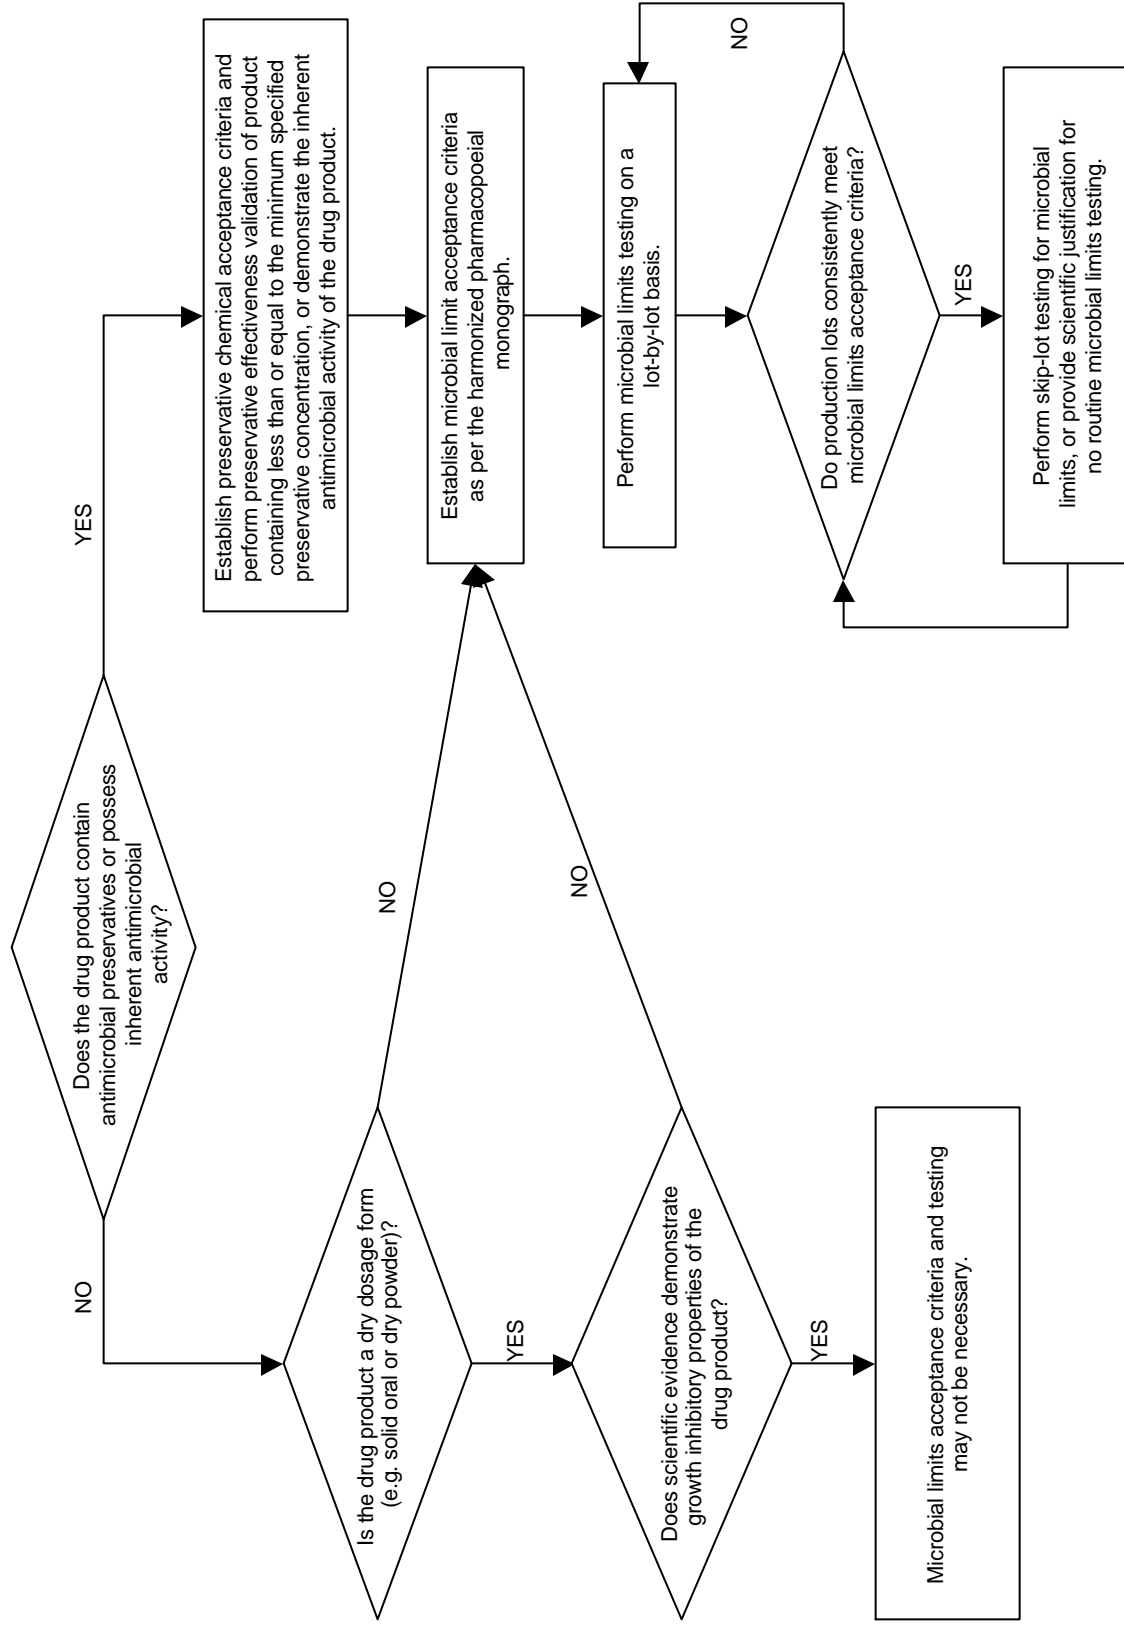 Does the drug product contain
antimicrobial preservatives or possess
inherent antimicrobial
activity?
NO
YES
Is the drug product a dry dosage form
(e.g. solid oral or dry powder)?
NO
YES
Does scientific evidence demonstrate
growth inhibitory properties of the
drug product?
NO
YES
Microbial limits acceptance criteria and testing
may not be necessary.
Establish preservative chemical acceptance criteria and
perform preservative effectiveness validation of product
containing less than or equal to the minimum specified
preservative concentration, or demonstrate the inherent
antimicrobial activity of the drug product.
Establish microbial limit acceptance criteria
as per the harmonized pharmacopoeial
monograph.
Perform microbial limits testing on a
lot-by-lot basis.
Do production lots consistently meet
microbial limits acceptance criteria?
NO
YES
Perform skip-lot testing for microbial
limits, or provide scientific justification for
no routine microbial limits testing.